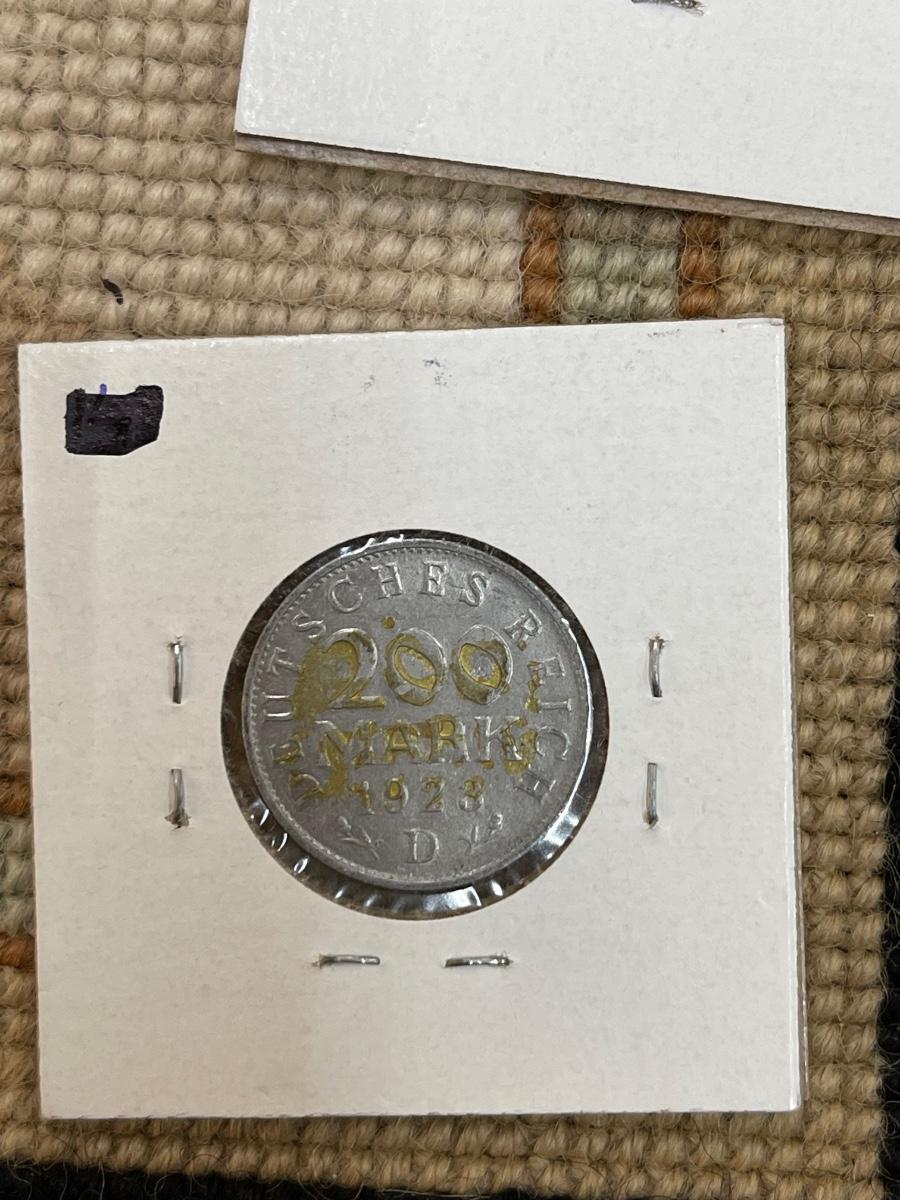 DEUTSCHES REICH
200
MARK
1923
D